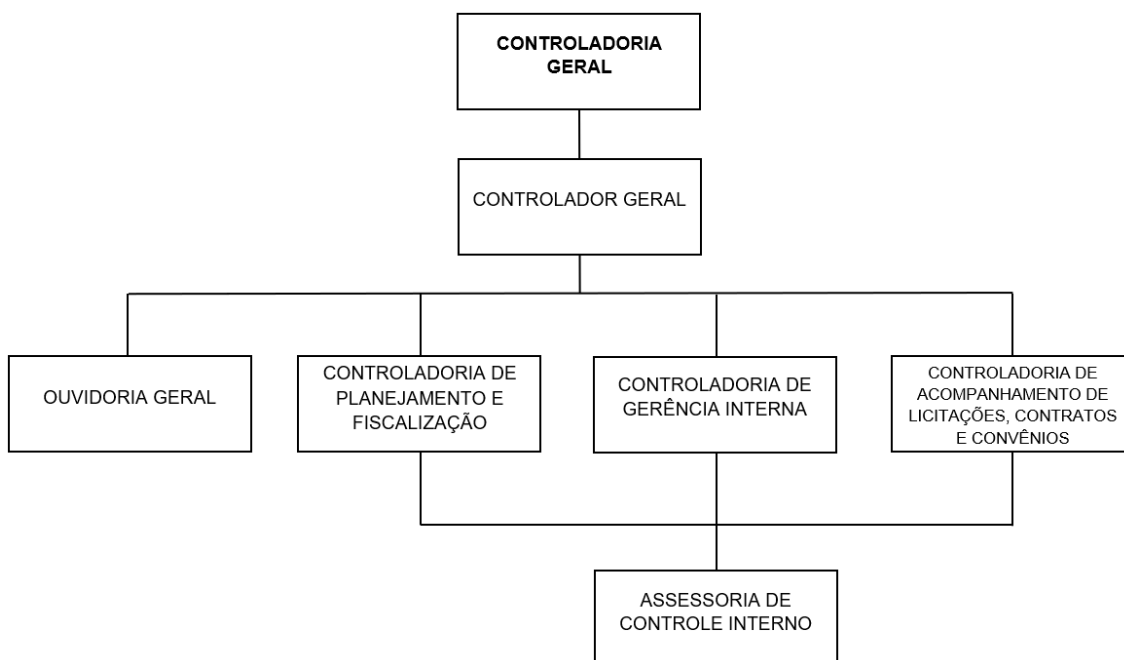 CONTROLADORIA
GERAL
CONTROLADOR GERAL
OUVIDORIA GERAL
CONTROLADORIA DE
PLANEJAMENTO E
FISCALIZAÇÃO
CONTROLADORIA DE
GERÊNCIA INTERNA
CONTROLADORIA DE
ACOMPANHAMENTO DE
LICITAÇÕES, CONTRATOS
E CONVÊNIOS
ASSESSORIA DE
CONTROLE INTERNO